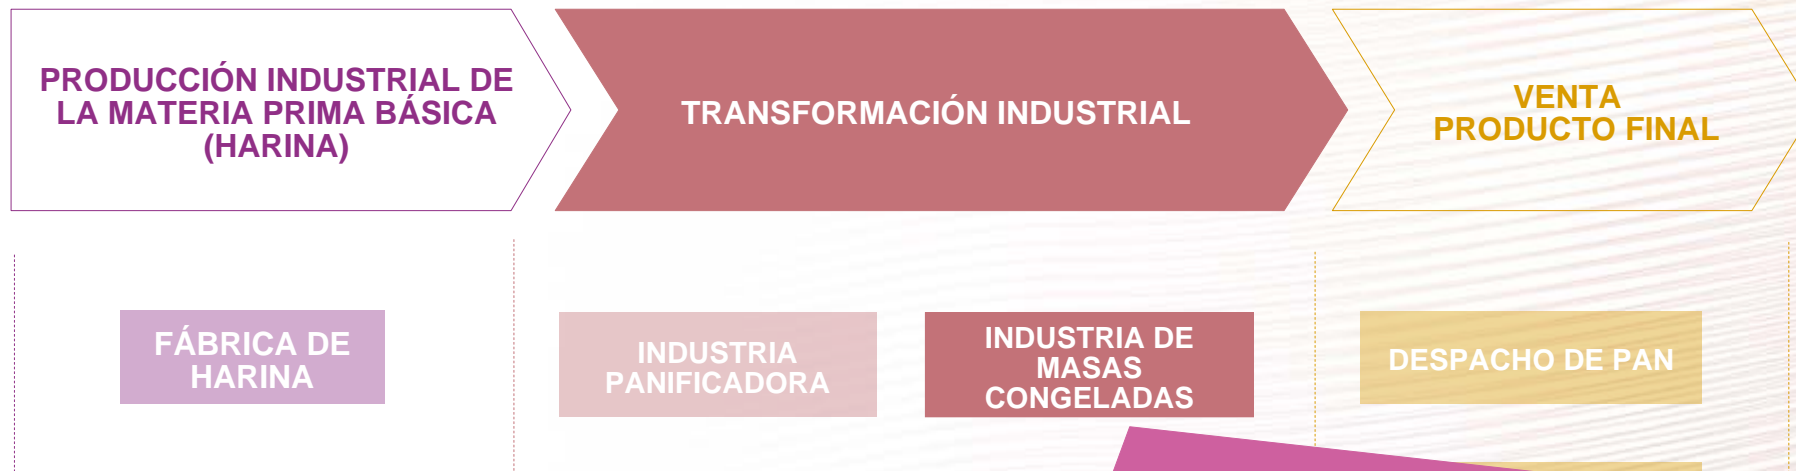 PRODUCCIÓN INDUSTRIAL DE
LA MATERIA PRIMA BÁSICA
(HARINA)
TRANSFORMACIÓN INDUSTRIAL
VENTA
PRODUCTO FINAL
FÁBRICA DE
HARINA
INDUSTRIA
PANIFICADORA
INDUSTRIA DE
MASAS
CONGELADAS
DESPACHO DE PAN